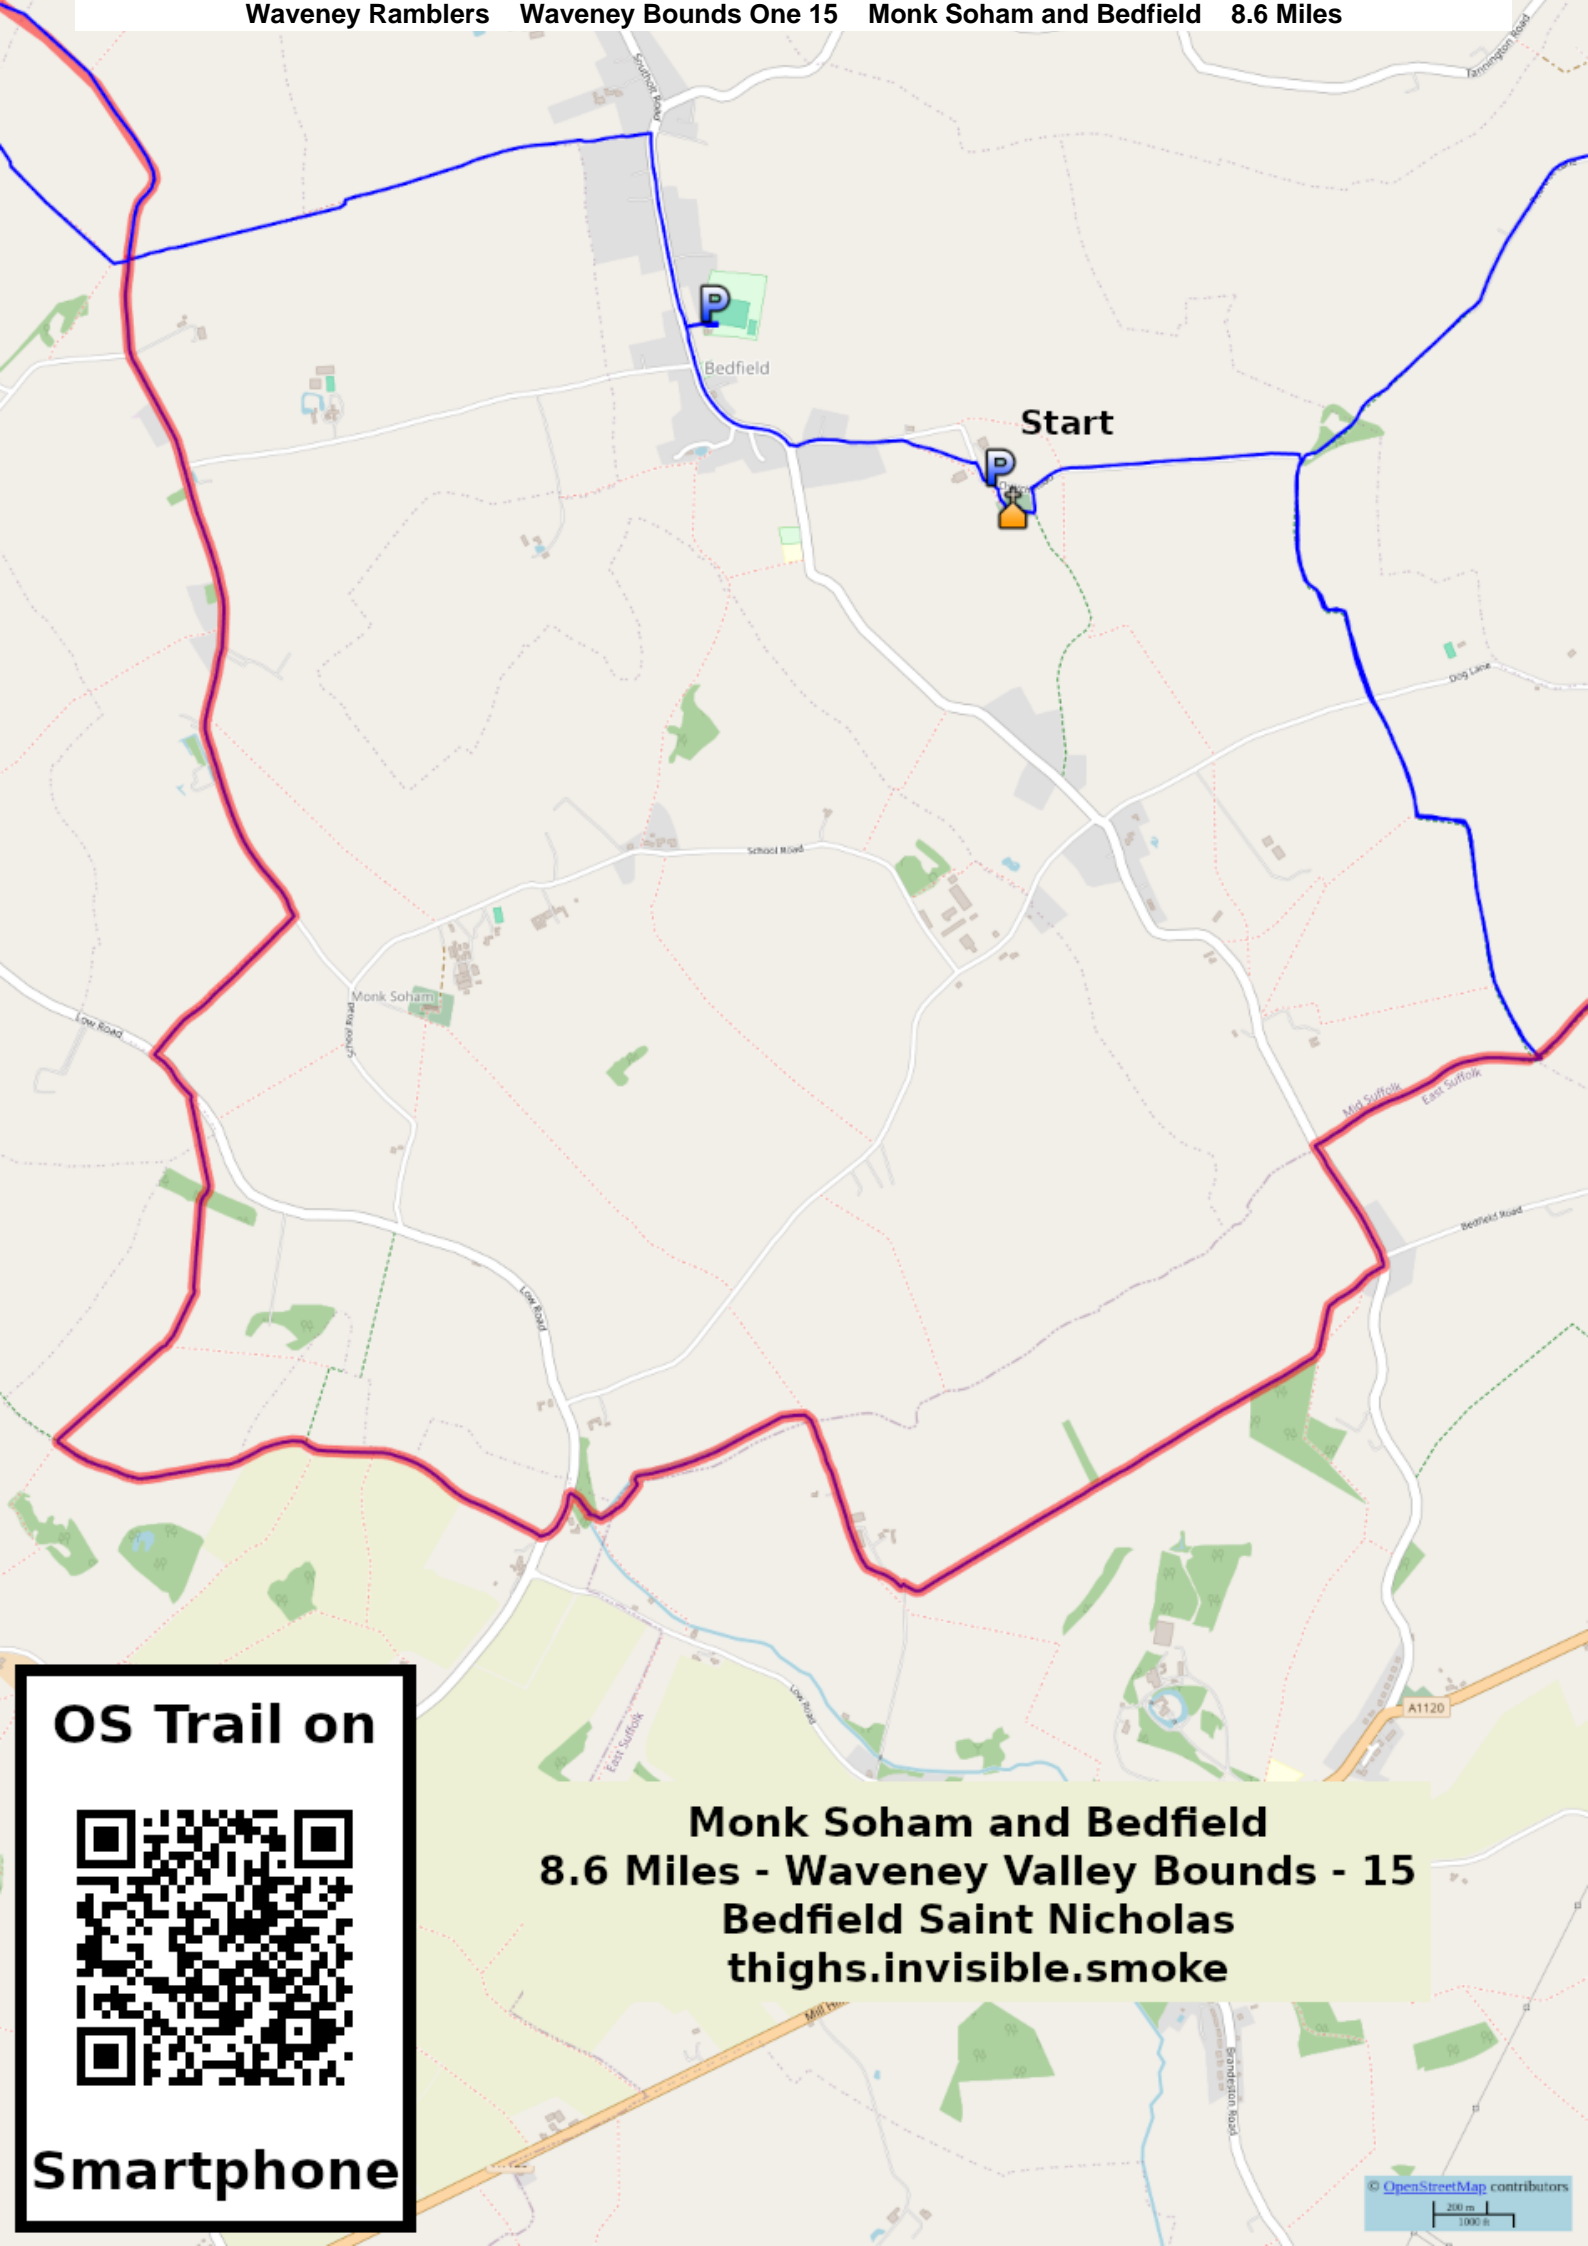 Waveney Ramblers Waveney Bounds One 15 Monk Soham and Bedfield 8.6 Miles
Tannington Road
Southolt Road
P
Bedfield
Start
P
Dog Lane
School Road
Monk Soham
School Road
Low Road
Mid Suffolk
East Suffolk
Bedfield Road
Low Road
Low Road
East Suffolk
A1120
OS Trail on
Smartphone
Monk Soham and Bedfield
8.6 Miles - Waveney Valley Bounds - 15
Bedfield Saint Nicholas
thighs.invisible.smoke
Mill
Brandeston Road
© OpenStreetMap contributors
200 m
1000 ft